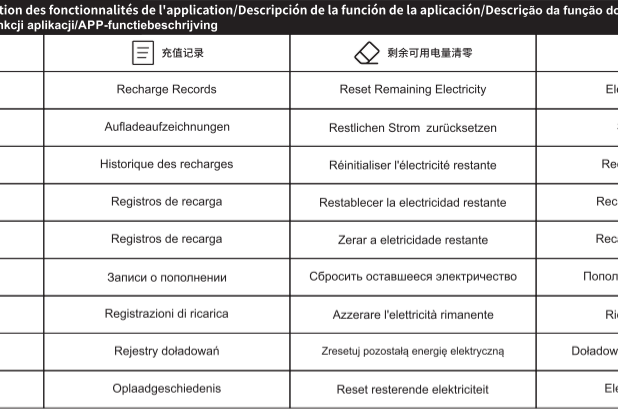 tion des fonctionnalités de l'application/Descripción de la función de la aplicación/Descrição da função do
nkcji aplikacji/APP-functiebeschrijving
充值记录 剩余可用电量清零
Recharge Records Reset Remaining Electricity
Aufladeaufzeichnungen Restlichen Strom zurücksetzen
Historique des recharges Réinitialiser l'électricité restante
Registros de recarga Restablecer la electricidad restante
Registros de recarga Zerar a eletricidade restante
Записи о пополнении Сбросить оставшееся электричество
Registrazioni di ricarica Azzerare l'elettricità rimanente
Rejestry doładowań Zresetuj pozostałą energię elektryczną
Oplaadgeschiedenis Reset resterende elektriciteit